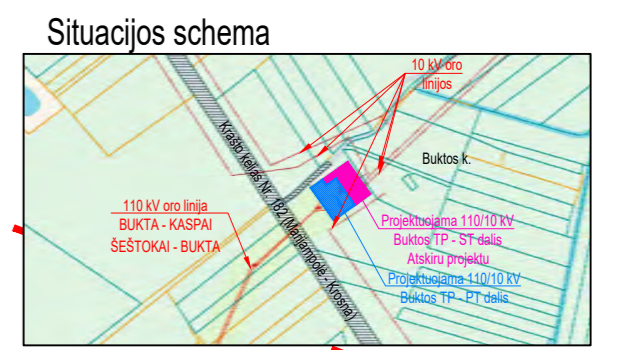 Situacijos schema
10 kV oro
linijos
Krašto kelias Nr. 182 (Mariampolė - Krosna)
Buktos k.
110 kV oro linija
BUKTA - KASPAI
ŠEŠTOKAI - BUKTA
Projektuojama 110/10 kV
Buktos TP - ST dalis
Atskiru projektu
Projektuojama 110/10 kV
Buktos TP - PT dalis